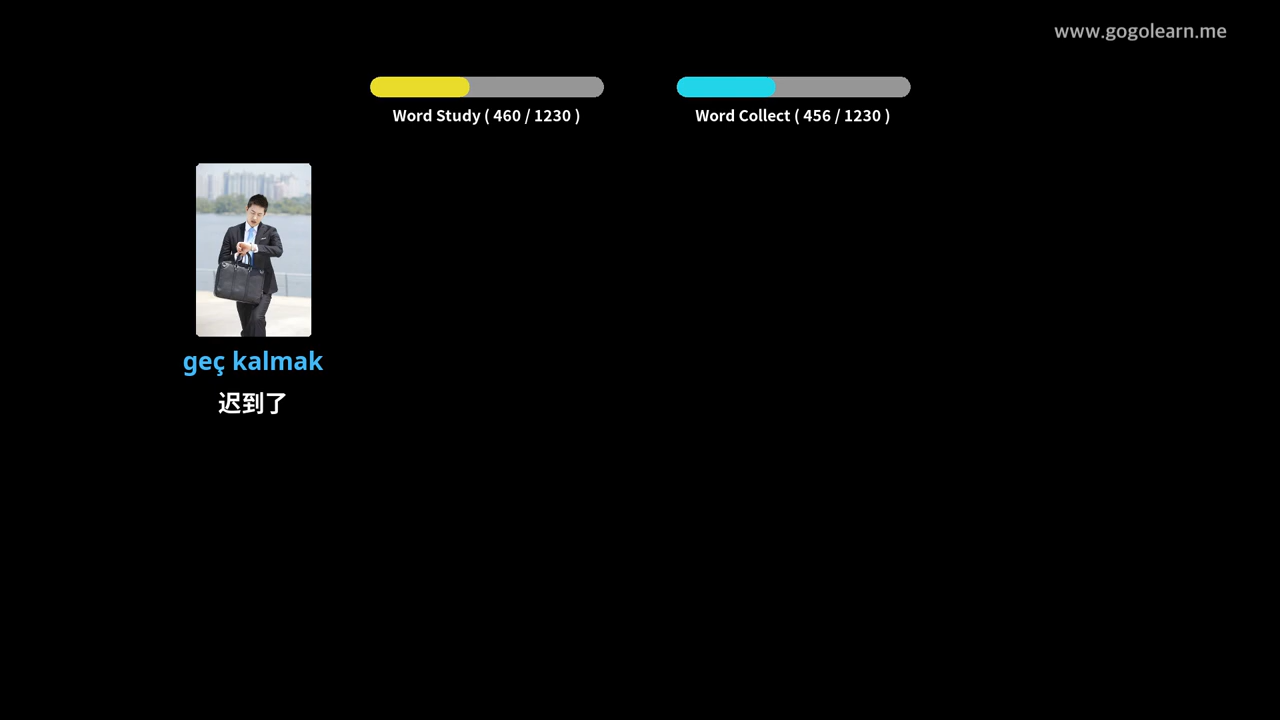 www.gogolearn.me
Word Study ( 460 / 1230 )
Word Collect ( 456 / 1230 )
geç kalmak
迟到了